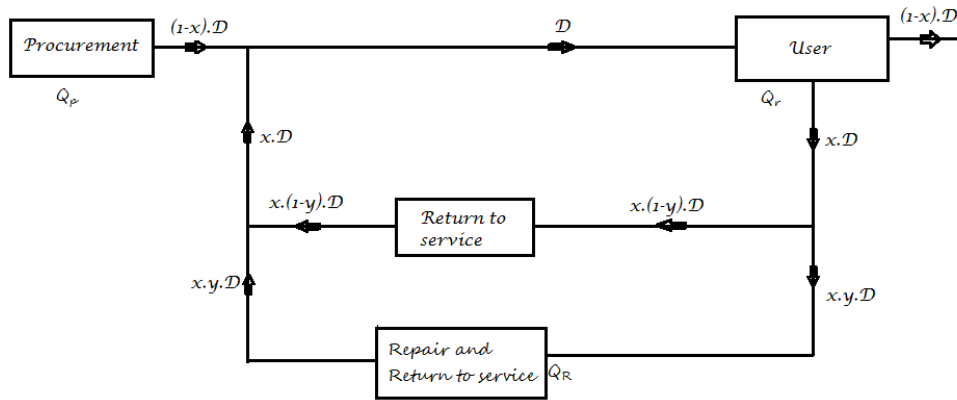 Procurement
(1-x).D
D
User
(1-x).D
Qp
Qr
x.D
x.D
x.(1-y).D
Return to
service
x.(1-y).D
x.y.D
x.y.D
Repair and
Return to service
QR